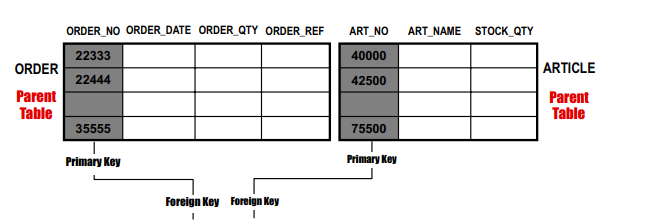 ORDER_NO ORDER_DATE ORDER_QTY ORDER_REF ART_NO ART_NAME STOCK_QTY
22333 40000
ORDER 22444 42500 ARTICLE
Parent Table Parent Table
35555 75500
Primary Key Primary Key
Foreign Key Foreign Key